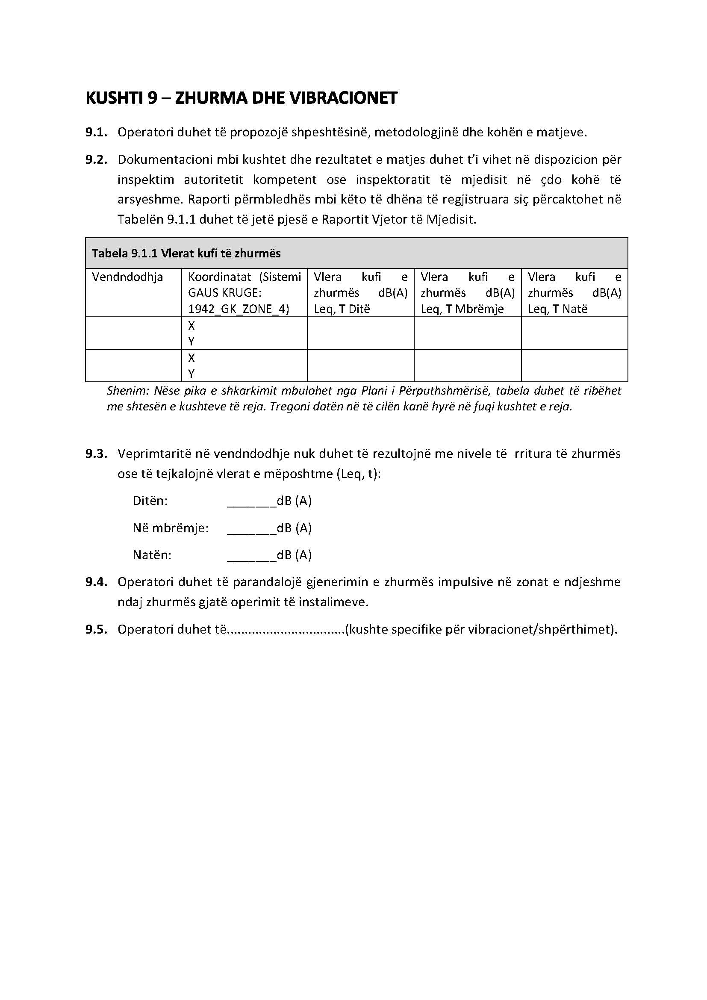 KUSHTI 9 – ZHURMA DHE VIBRACIONET
9.1. Operatori duhet të propozojë shpeshtësinë, metodologjinë dhe kohën e matjeve.
9.2. Dokumentacioni mbi kushtet dhe rezultatet e matjes duhet t’i vihet në dispozicion për
inspektim autoritetit kompetent ose inspektoratit të mjedisit në çdo kohë të
arsyeshme. Raporti përmbledhës mbi këto të dhëna të regjistruara siç përcaktohet në
Tabelën 9.1.1 duhet të jetë pjesë e Raportit Vjetor të Mjedisit.
Tabela 9.1.1 Vlerat kufi të zhurmës
Vendndodhja
Koordinatat (Sistemi
GAUS KRUGE:
1942_GK_ZONE_4)
Vlera kufi e
zhurmës dB(A)
Leq, T Ditë
Vlera kufi e
zhurmës dB(A)
Leq, T Mbrëmje
Vlera kufi e
zhurmës dB(A)
Leq, T Natë
X
Y
X
Y
Shenim: Nëse pika e shkarkimit mbulohet nga Plani i Përputhshmërisë, tabela duhet të ribëhet
me shtesën e kushteve të reja. Tregoni datën në të cilën kanë hyrë në fuqi kushtet e reja.
9.3. Veprimtaritë në vendndodhje nuk duhet të rezultojnë me nivele të rritura të zhurmës
ose të tejkalojnë vlerat e mëposhtme (Leq, t):
Ditën: _______dB (A)
Në mbrëmje: _______dB (A)
Natën: _______dB (A)
9.4. Operatori duhet të parandalojë gjenerimin e zhurmës impulsive në zonat e ndjeshme
ndaj zhurmës gjatë operimit të instalimeve.
9.5. Operatori duhet të.................................(kushte specifike për vibracionet/shpërthimet).